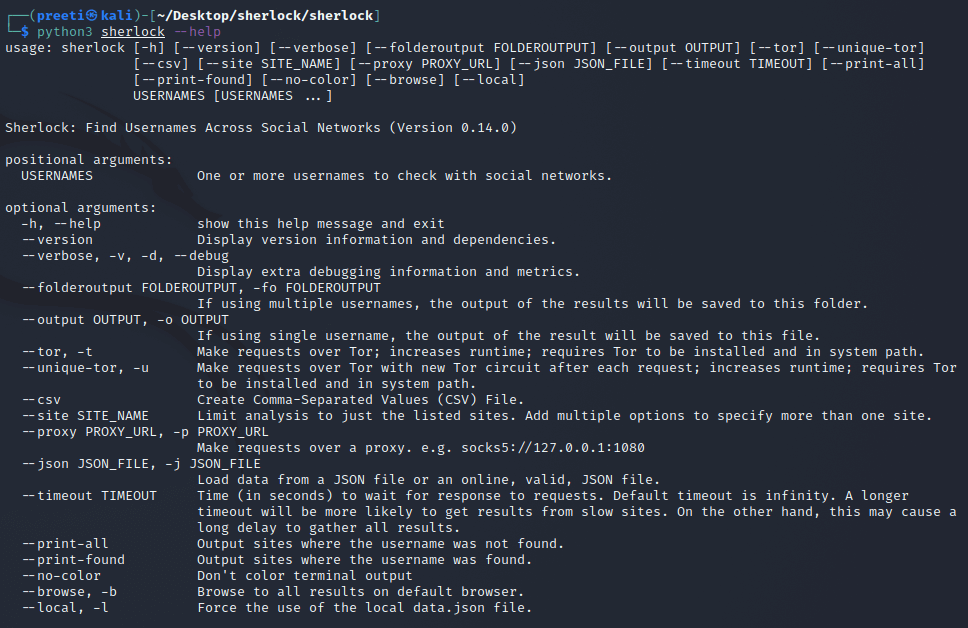 ┌──(preeti㉿kali)-[~/Desktop/sherlock/sherlock]
└─$ python3 sherlock --help
usage: sherlock [-h] [--version] [--verbose] [--folderoutput FOLDEROUTPUT] [--output OUTPUT] [--tor] [--unique-tor]
[--csv] [--site SITE_NAME] [--proxy PROXY_URL] [--json JSON_FILE] [--timeout TIMEOUT] [--print-all]
[--print-found] [--no-color] [--browse] [--local]
USERNAMES [USERNAMES ...]
Sherlock: Find Usernames Across Social Networks (Version 0.14.0)
positional arguments:
USERNAMES One or more usernames to check with social networks.
optional arguments:
-h, --help show this help message and exit
--version Display version information and dependencies.
--verbose, -v, -d, --debug
Display extra debugging information and metrics.
--folderoutput FOLDEROUTPUT, -fo FOLDEROUTPUT
If using multiple usernames, the output of the results will be saved to this folder.
--output OUTPUT, -o OUTPUT
If using single username, the output of the result will be saved to this file.
--tor, -t Make requests over Tor; increases runtime; requires Tor to be installed and in system path.
--unique-tor, -u Make requests over Tor with new Tor circuit after each request; increases runtime; requires Tor
to be installed and in system path.
--csv Create Comma-Separated Values (CSV) File.
--site SITE_NAME Limit analysis to just the listed sites. Add multiple options to specify more than one site.
--proxy PROXY_URL, -p PROXY_URL
Make requests over a proxy. e.g. socks5://127.0.0.1:1080
--json JSON_FILE, -j JSON_FILE
Load data from a JSON file or an online, valid, JSON file.
--timeout TIMEOUT Time (in seconds) to wait for response to requests. Default timeout is infinity. A longer
timeout will be more likely to get results from slow sites. On the other hand, this may cause a
long delay to gather all results.
--print-all Output sites where the username was not found.
--print-found Output sites where the username was found.
--no-color Don't color terminal output
--browse, -b Browse to all results on default browser.
--local, -l Force the use of the local data.json file.